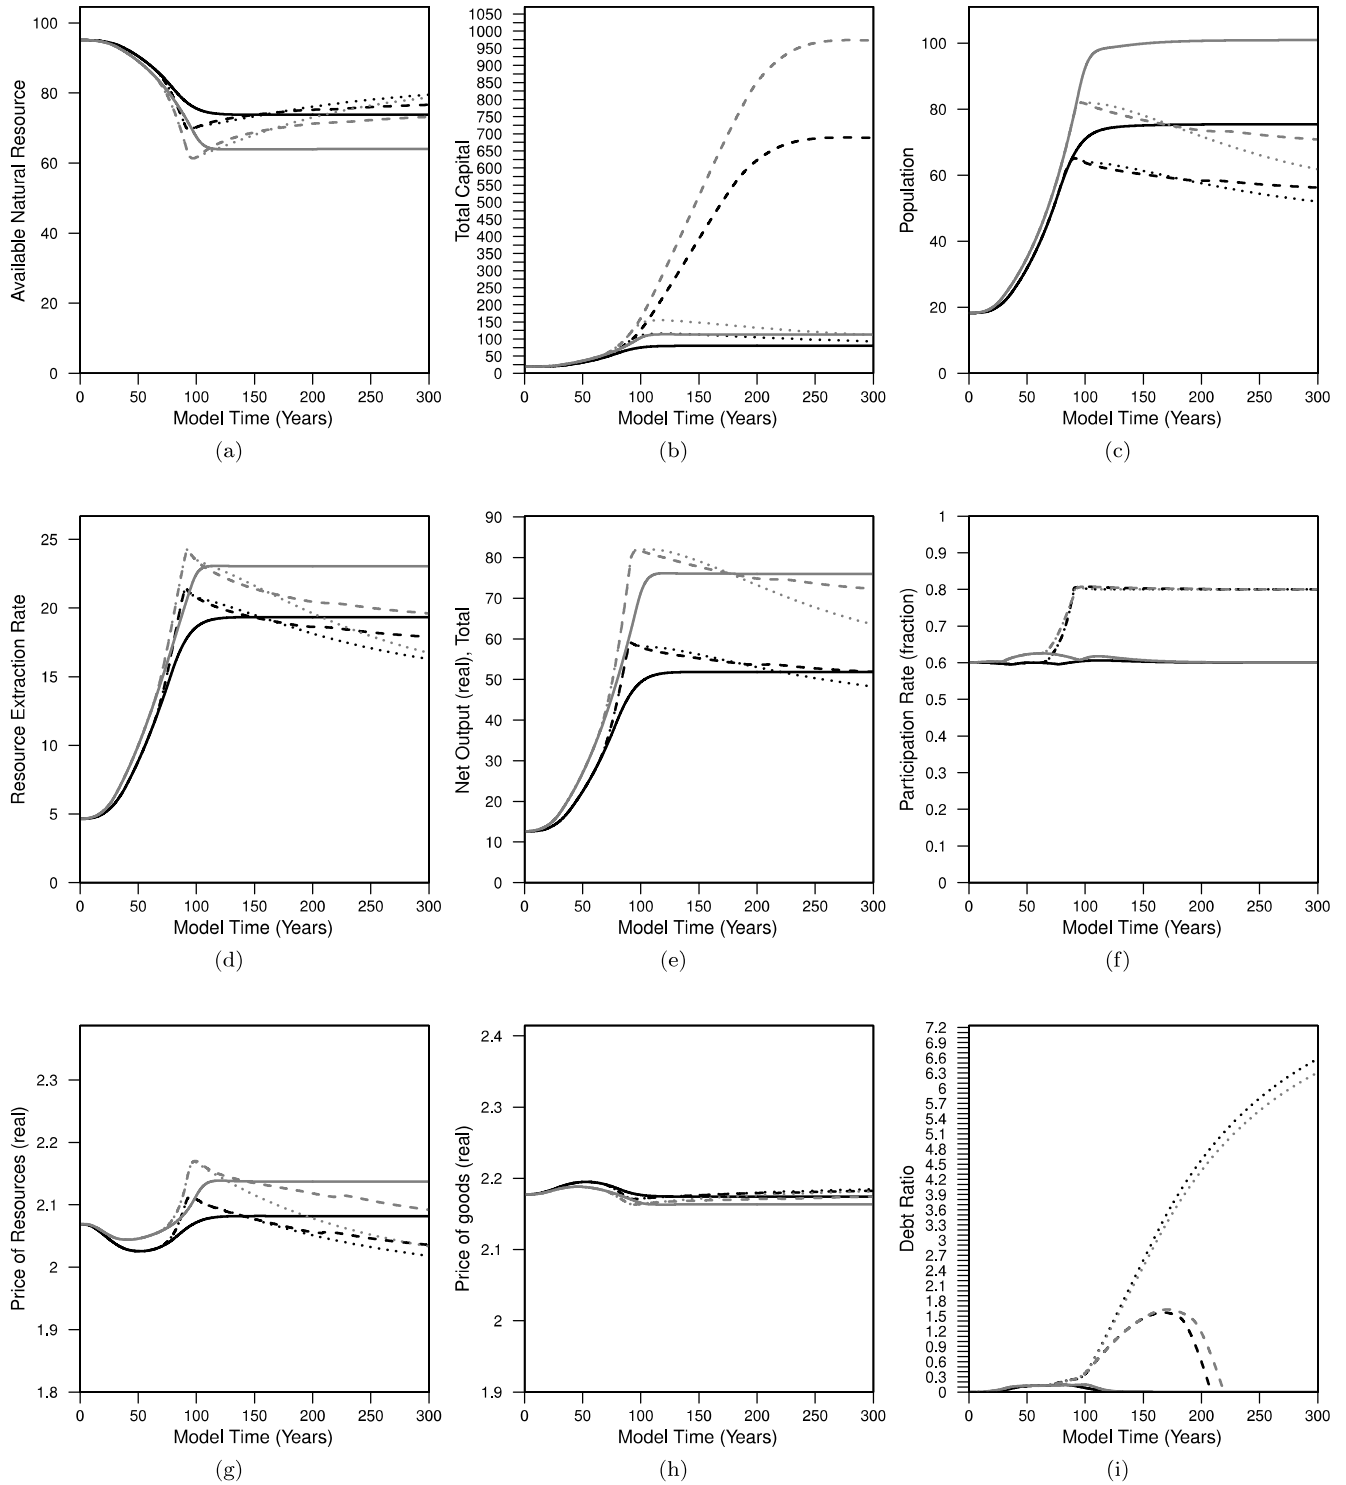 Available Natural Resource
100
80
60
40
20
0
0 50 100 150 200 250 300
Model Time (Years)
(a)
Total Capital
1050
1000
950
900
850
800
750
700
650
600
550
500
450
400
350
300
250
200
150
100
50
0
0 50 100 150 200 250 300
Model Time (Years)
(b)
Population
100
80
60
40
20
0
0 50 100 150 200 250 300
Model Time (Years)
(c)
Resource Extraction Rate
25
20
15
10
5
0
0 50 100 150 200 250 300
Model Time (Years)
(d)
Net Output (real), Total
90
80
70
60
50
40
30
20
10
0
0 50 100 150 200 250 300
Model Time (Years)
(e)
Participation Rate (fraction)
1
0.9
0.8
0.7
0.6
0.5
0.4
0.3
0.2
0.1
0
0 50 100 150 200 250 300
Model Time (Years)
(f)
Price of Resources (real)
2.3
2.2
2.1
2
1.9
1.8
0 50 100 150 200 250 300
Model Time (Years)
(g)
Price of goods (real)
2.4
2.3
2.2
2.1
2
1.9
0 50 100 150 200 250 300
Model Time (Years)
(h)
Debt Ratio
7.2
6.9
6.6
6.3
6
5.7
5.4
5.1
4.8
4.5
4.2
3.9
3.6
3.3
3
2.7
2.4
2.1
1.8
1.5
1.2
0.9
0.6
0.3
0
0 50 100 150 200 250 300
Model Time (Years)
(i)